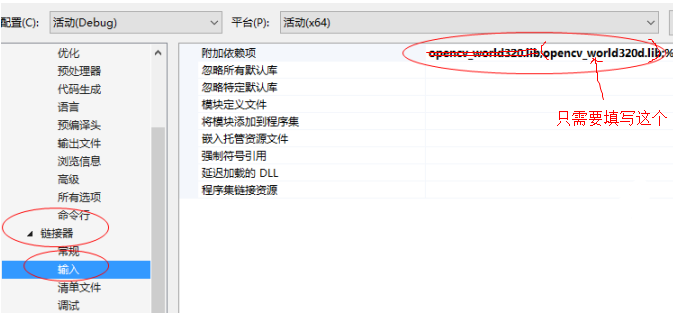 配置(C): 活动(Debug) 平台(P): 活动(x64)
优化
预处理器
代码生成
语言
预编译头
输出文件
浏览信息
高级
所有选项
命令行
链接器
常规
输入
清单文件
调试
附加依赖项 opencv_world320.lib;opencv_world320d.lib;%
忽略所有默认库
忽略特定默认库
模块定义文件
将模块添加到程序集
嵌入托管资源文件
强制符号引用
延迟加载的 DLL
程序集链接资源
只需要填写这个